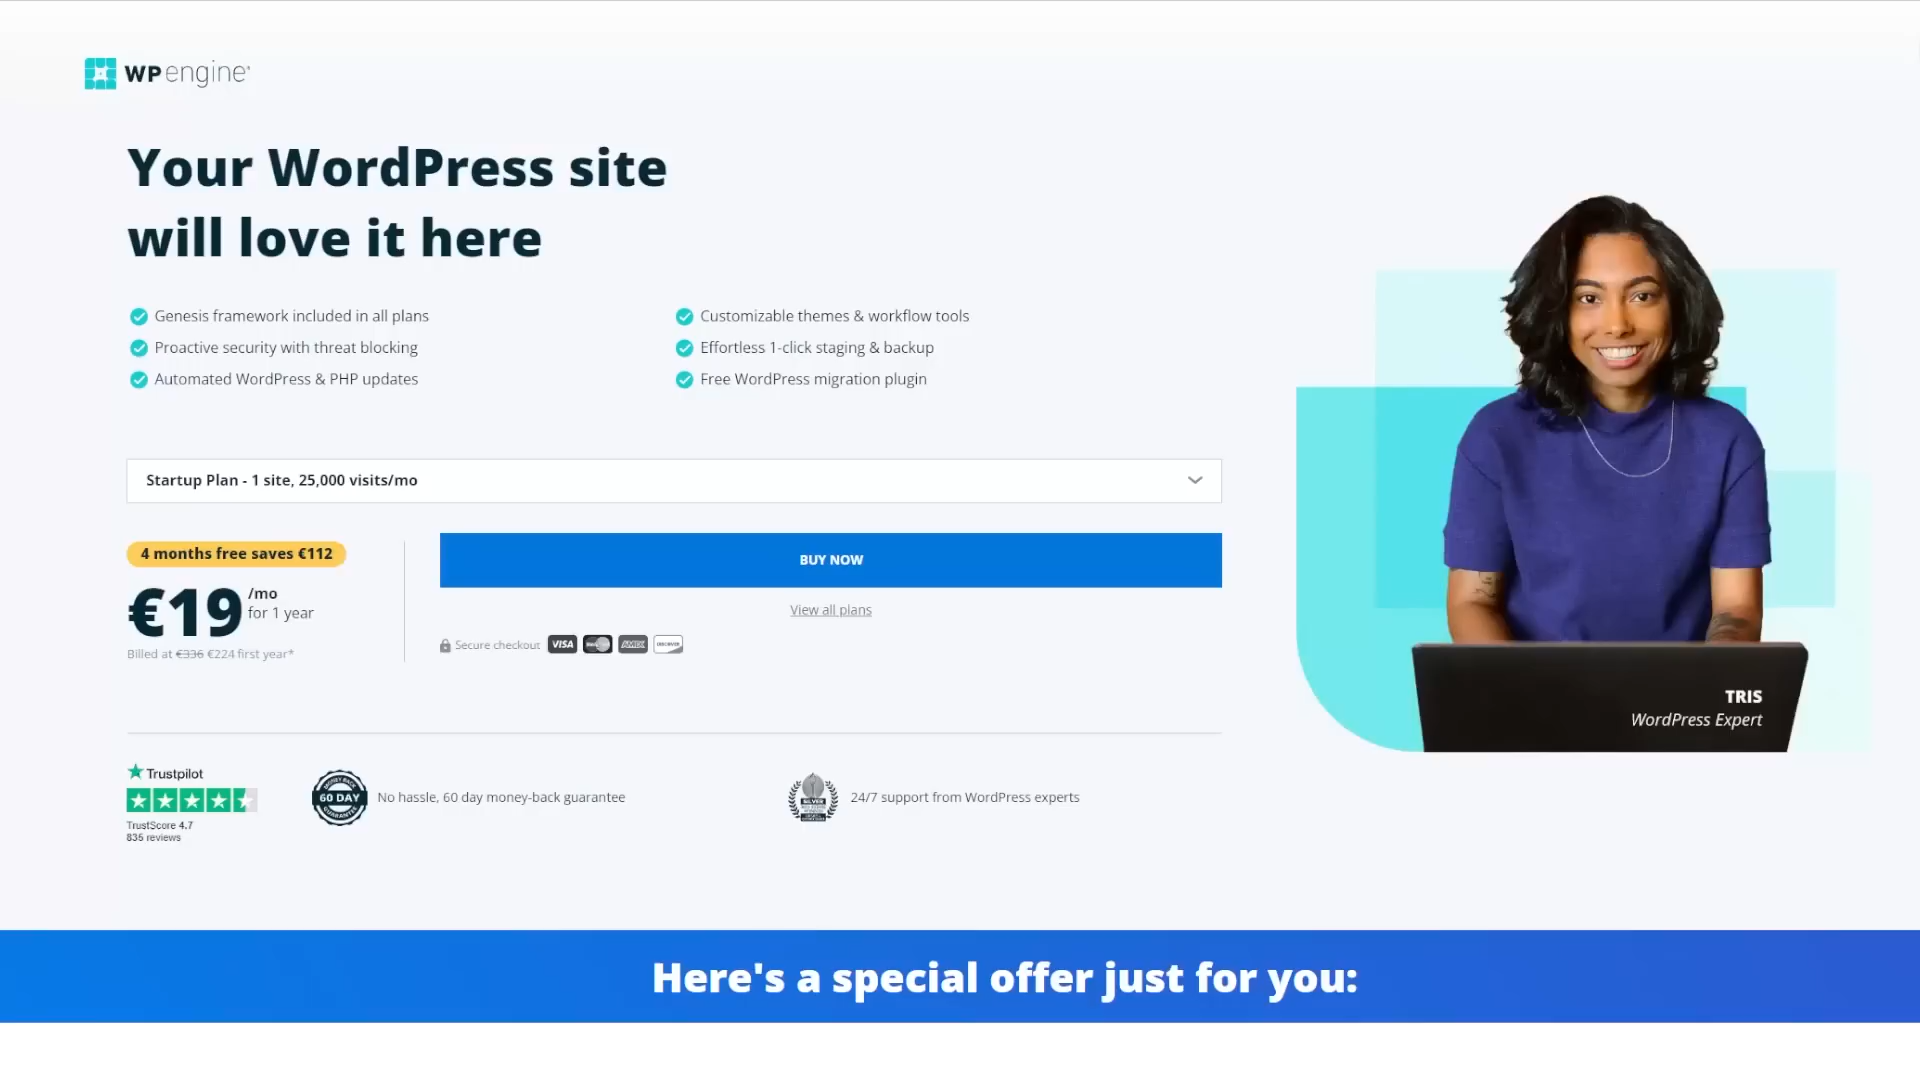 WP engine
Your WordPress site
will love it here
Genesis framework included in all plans
Proactive security with threat blocking
Automated WordPress & PHP updates
Customizable themes & workflow tools
Effortless 1-click staging & backup
Free WordPress migration plugin
Startup Plan - 1 site, 25,000 visits/mo
4 months free saves €112
€19 /mo
for 1 year
Billed at €336 €224 first year*
BUY NOW
View all plans
Secure checkout VISA AMEX DISCOVER
TRIS
WordPress Expert
Trustpilot
TrustScore 4.7
835 reviews
MONEY BACK
60 DAY
GUARANTEE
No hassle, 60 day money-back guarantee
SILVER
24/7 support from WordPress experts
Here's a special offer just for you: